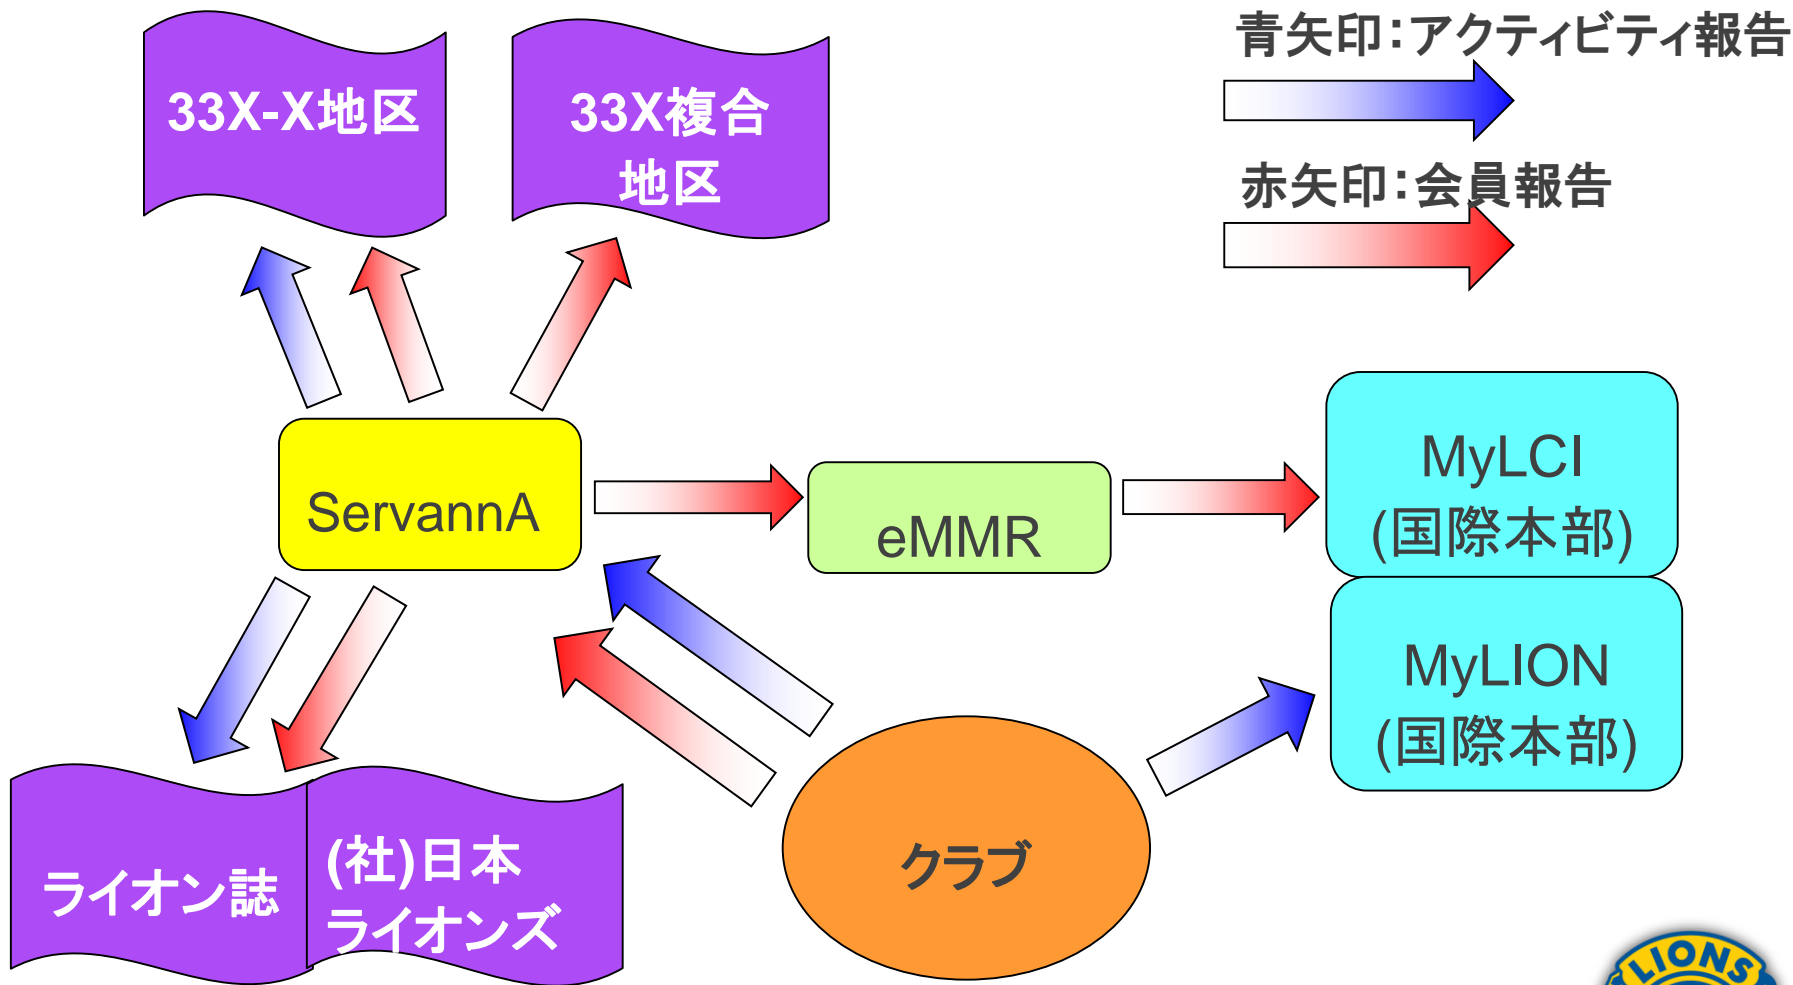 33X-X地区
33X複合
地区
青矢印：アクティビティ報告
赤矢印：会員報告
ServannA
eMMR
MyLCI
(国際本部)
MyLION
(国際本部)
クラブ
ライオン誌
(社)日本
ライオンズ
LIONS